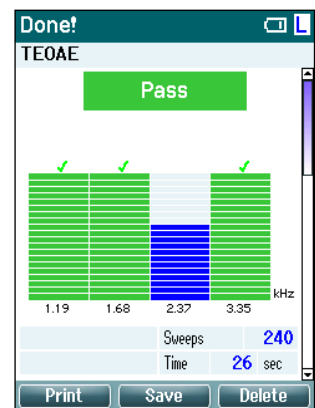 Done! L
TEOAE
Pass
kHz
1.19 1.68 2.37 3.35
Sweeps 240
Time 26 sec
Print Save Delete